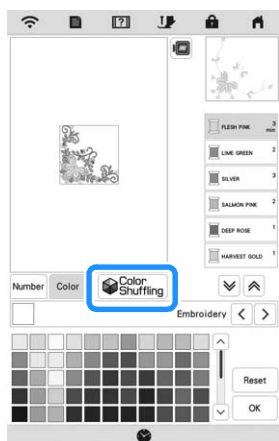 FLESH PINK 3
min
LIME GREEN 2
SILVER 3
SALMON PINK 2
DEEP ROSE 1
HARVEST GOLD 1
Number Color Color
Shuffling
Embroidery
Reset
OK